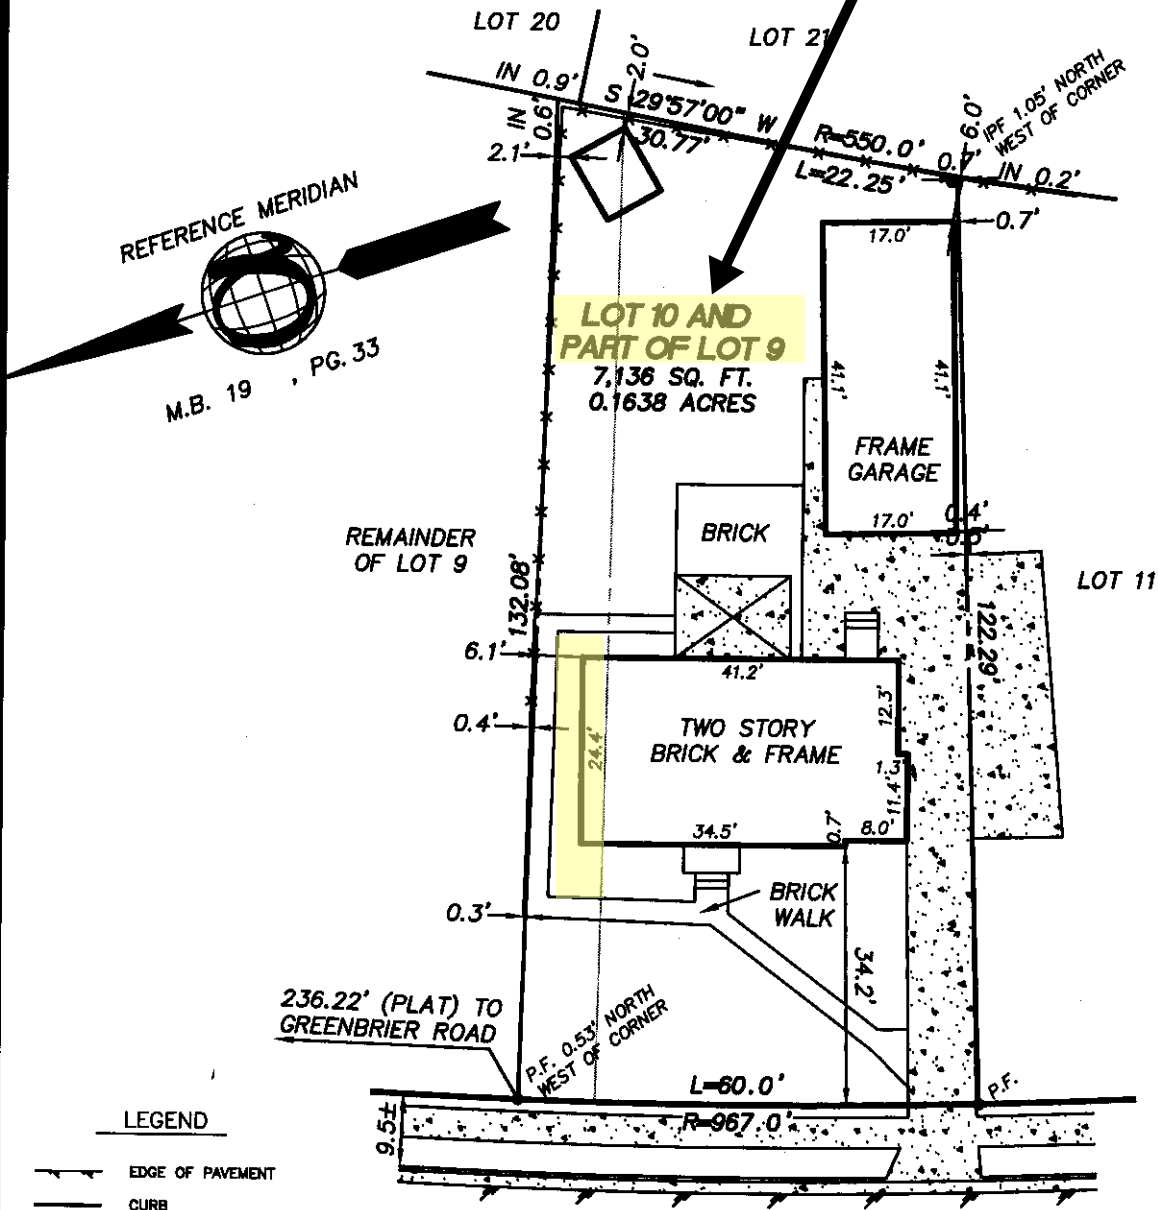 LOT 20
LOT 21
IN 0.9'
2.0'
S 29°57'00" W
30.77'
R=550.0'
L=22.25'
6.0'
IPF 1.05' NORTH
WEST OF CORNER
IN 0.2'
IN
0.6'
2.1'
0.7'
REFERENCE MERIDIAN
M.B. 19 , PG. 33
17.0'
LOT 10 AND
PART OF LOT 9
7,136 SQ. FT.
0.1638 ACRES
41.1'
41.1'
FRAME
GARAGE
17.0'
0.4'
REMAINDER
OF LOT 9
BRICK
LOT 11
132.08'
122.29'
6.1'
41.2'
12.3'
0.4'
24.4'
TWO STORY
BRICK & FRAME
1.3'
11.4'
34.5'
0.7'
8.0'
BRICK
WALK
0.3'
34.2'
236.22' (PLAT) TO
GREENBRIER ROAD
P.F. 0.53' NORTH
WEST OF CORNER
L=60.0'
R=967.0'
P.F.
9.5±
LEGEND
EDGE OF PAVEMENT
CURB